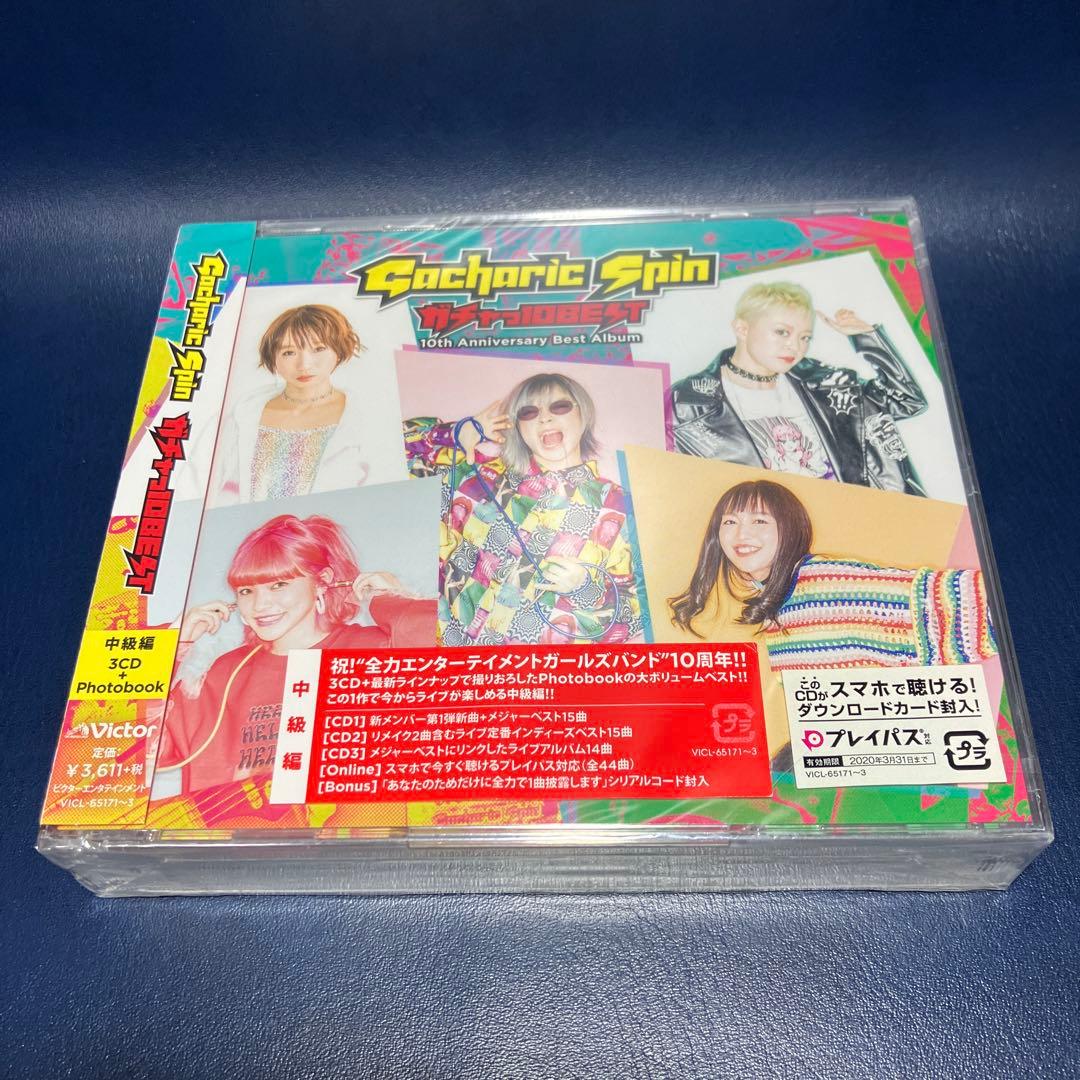 Gacharic Spin
ガチャっ10BEST
10th Anniversary Best Album
Gacharic Spin
ガチャっ10BEST
中級編
3CD
+
Photobook
Victor
定価:
¥3,611+税
ビクターエンタテインメント
VICL-65171〜3
中級編
祝!"全力エンターテイメントガールズバンド"10周年!!
3CD+最新ラインナップで撮りおろしたPhotobookの大ボリュームベスト!!
この1作で今からライブが楽しめる中級編!!
[CD1] 新メンバー第1弾新曲+メジャーベスト15曲
[CD2] リメイク2曲含むライブ定番インディーズベスト15曲
[CD3] メジャーベストにリンクしたライブアルバム14曲
[Online] スマホで今すぐ聴けるプレイパス対応(全44曲)
[Bonus] 「あなたのためだけに全力で1曲披露します」シリアルコード封入
プラ
VICL-65171〜3
このCDがスマホで聴ける!
ダウンロードカード封入!
プレイパス®対応
有効期限 2020年3月31日まで
VICL-65171〜3
プラ